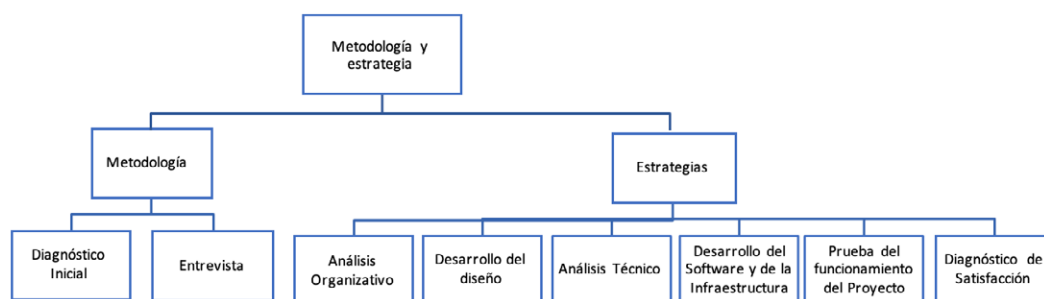 Metodología y
estrategia
Metodología
Estrategias
Diagnóstico
Inicial
Entrevista
Análisis
Organizativo
Desarrollo del
diseño
Análisis Técnico
Desarrollo del
Software y de la
Infraestructura
Prueba del
funcionamiento
del Proyecto
Diagnóstico de
Satisfacción